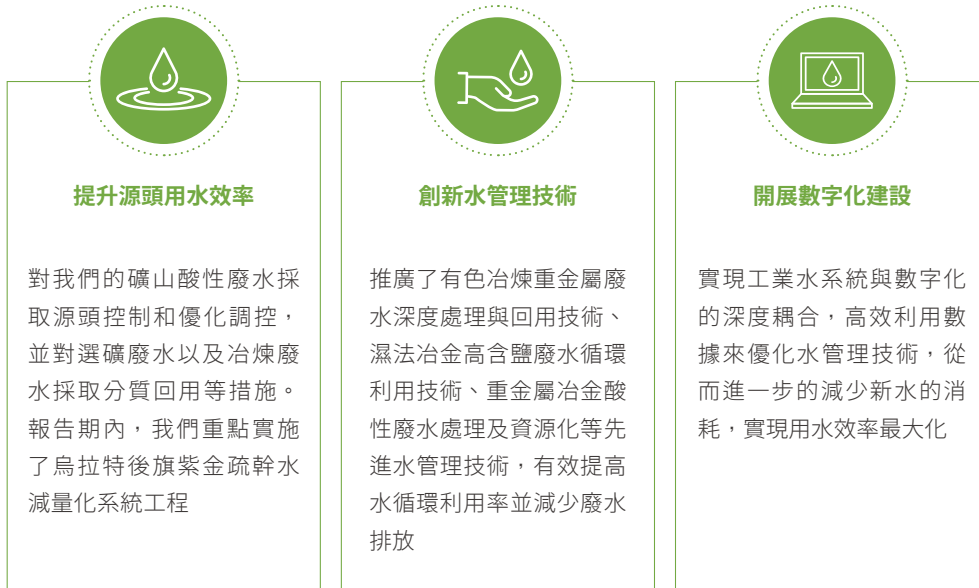 提升源頭用水效率
對我們的礦山酸性廢水採
取源頭控制和優化調控，
並對選礦廢水以及冶煉廢
水採取分質回用等措施。
報告期內，我們重點實施
了烏拉特後旗紫金疏幹水
減量化系統工程
創新水管理技術
推廣了有色冶煉重金屬廢
水深度處理與回用技術、
濕法冶金高含鹽廢水循環
利用技術、重金屬冶金酸
性廢水處理及資源化等先
進水管理技術，有效提高
水循環利用率並減少廢水
排放
開展數字化建設
實現工業水系統與數字化
的深度耦合，高效利用數
據來優化水管理技術，從
而進一步的減少新水的消
耗，實現用水效率最大化